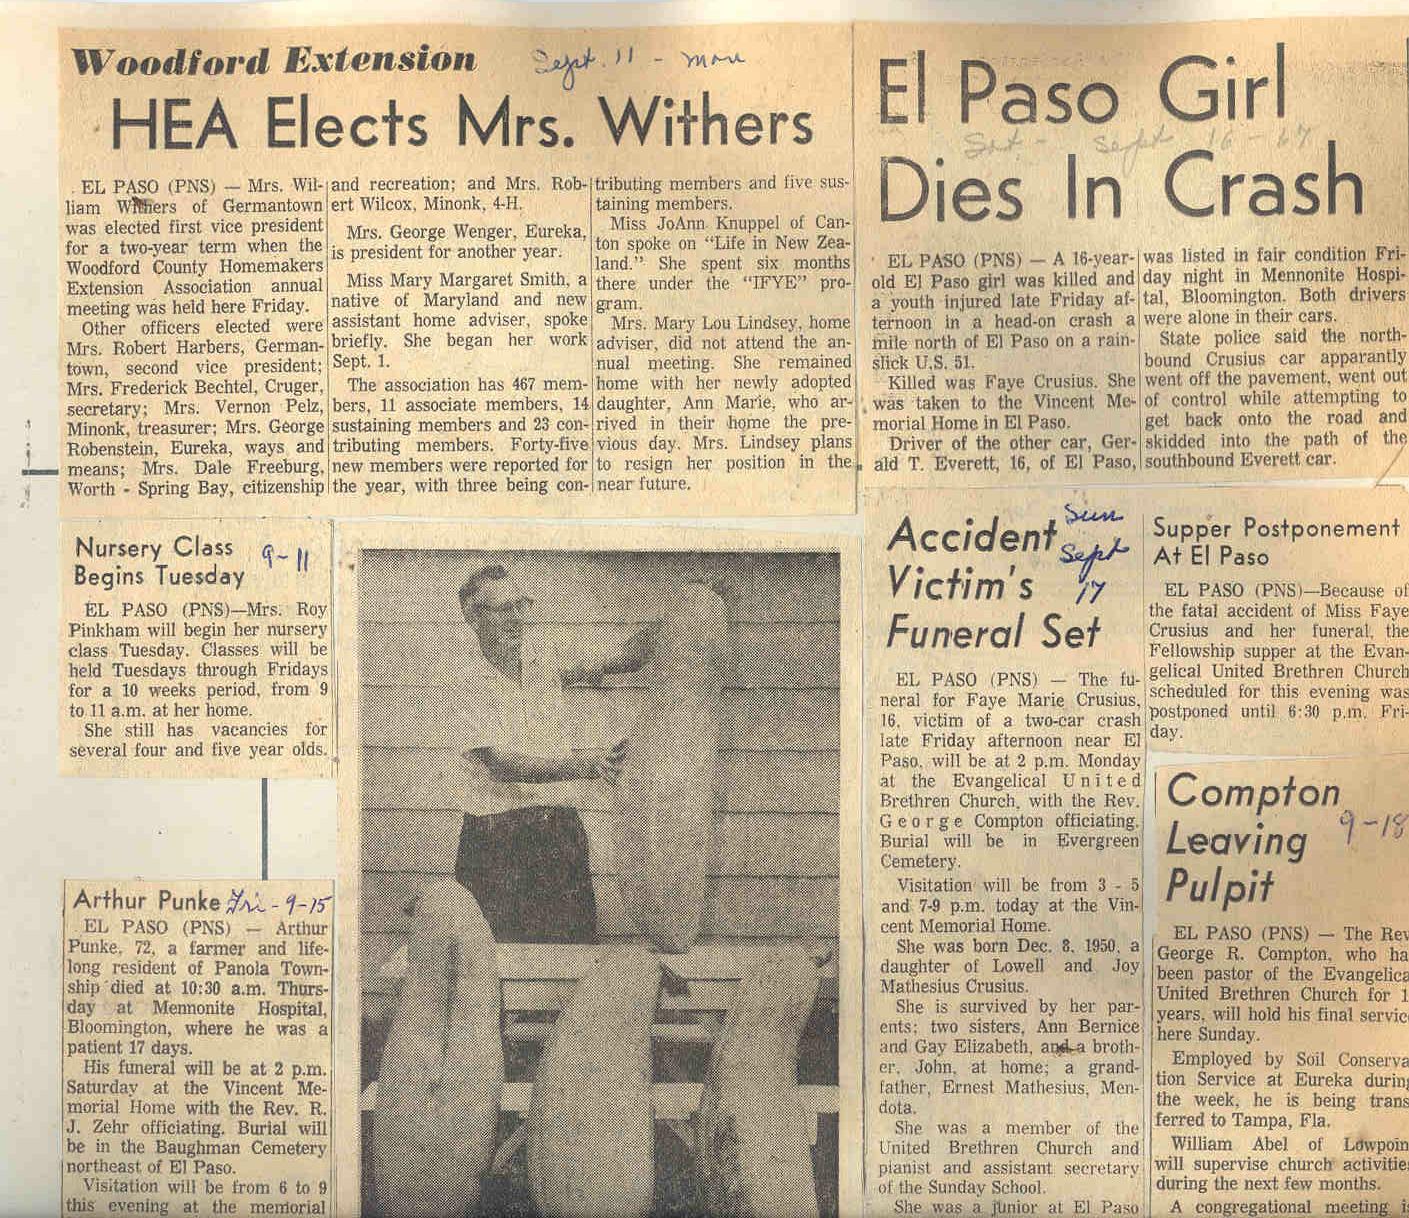 Woodford Extension
Sept. 11 - mon
HEA Elects Mrs. Withers
EL PASO (PNS) — Mrs. Wil-
liam Withers of Germantown
was elected first vice president
for a two-year term when the
Woodford County Homemakers
Extension Association annual
meeting was held here Friday.
Other officers elected were
Mrs. Robert Harbers, German-
town, second vice president;
Mrs. Frederick Bechtel, Cruger,
secretary; Mrs. Vernon Pelz,
Minonk, treasurer; Mrs. George
Robenstein, Eureka, ways and
means; Mrs. Dale Freeburg,
Worth - Spring Bay, citizenship
and recreation; and Mrs. Rob-
ert Wilcox, Minonk, 4-H.
Mrs. George Wenger, Eureka,
is president for another year.
Miss Mary Margaret Smith, a
native of Maryland and new
assistant home adviser, spoke
briefly. She began her work
Sept. 1.
The association has 467 mem-
bers, 11 associate members, 14
sustaining members and 23 con-
tributing members. Forty-five
new members were reported for
the year, with three being con-
tributing members and five sus-
taining members.
Miss JoAnn Knuppel of Can-
ton spoke on "Life in New Zea-
land." She spent six months
there under the "IFYE" pro-
gram.
Mrs. Mary Lou Lindsey, home
adviser, did not attend the an-
nual meeting. She remained
home with her newly adopted
daughter, Ann Marie, who ar-
rived in their home the pre-
vious day. Mrs. Lindsey plans
to resign her position in the
near future.
El Paso Girl
Sat - Sept 16-67
Dies In Crash
EL PASO (PNS) — A 16-year-
old El Paso girl was killed and
a youth injured late Friday af-
ternoon in a head-on crash a
mile north of El Paso on a rain-
slick U.S. 51.
Killed was Faye Crusius. She
was taken to the Vincent Me-
morial Home in El Paso.
Driver of the other car, Ger-
ald T. Everett, 16, of El Paso,
was listed in fair condition Fri-
day night in Mennonite Hospi-
tal, Bloomington. Both drivers
were alone in their cars.
State police said the north-
bound Crusius car apparantly
went off the pavement, went out
of control while attempting to
get back onto the road and
skidded into the path of the
southbound Everett car.
Nursery Class
Begins Tuesday
9-11
EL PASO (PNS)—Mrs. Roy
Pinkham will begin her nursery
class Tuesday. Classes will be
held Tuesdays through Fridays
for a 10 weeks period, from 9
to 11 a.m. at her home.
She still has vacancies for
several four and five year olds.
Arthur Punke Fri - 9-15
EL PASO (PNS) — Arthur
Punke, 72, a farmer and life-
long resident of Panola Town-
ship died at 10:30 a.m. Thurs-
day at Mennonite Hospital,
Bloomington, where he was a
patient 17 days.
His funeral will be at 2 p.m.
Saturday at the Vincent Me-
morial Home with the Rev. R.
J. Zehr officiating. Burial will
be in the Baughman Cemetery
northeast of El Paso.
Visitation will be from 6 to 9
this evening at the memorial
Accident
Victim's
Funeral Set
Sun
Sept
17
EL PASO (PNS) — The fu-
neral for Faye Marie Crusius,
16, victim of a two-car crash
late Friday afternoon near El
Paso, will be at 2 p.m. Monday
at the Evangelical United
Brethren Church, with the Rev.
George Compton officiating.
Burial will be in Evergreen
Cemetery.
Visitation will be from 3 - 5
and 7-9 p.m. today at the Vin-
cent Memorial Home.
She was born Dec. 8, 1950, a
daughter of Lowell and Joy
Mathesius Crusius.
She is survived by her par-
ents; two sisters, Ann Bernice
and Gay Elizabeth, and a broth-
er, John, at home; a grand-
father, Ernest Mathesius, Men-
dota.
She was a member of the
United Brethren Church and
pianist and assistant secretary
of the Sunday School.
She was a junior at El Paso
Supper Postponement
At El Paso
EL PASO (PNS)—Because of
the fatal accident of Miss Faye
Crusius and her funeral, the
Fellowship supper at the Evan-
gelical United Brethren Church
scheduled for this evening was
postponed until 6:30 p.m. Fri-
day.
Compton
Leaving
Pulpit
9-18
EL PASO (PNS) — The Rev
George R. Compton, who ha
been pastor of the Evangelica
United Brethren Church for 1
years, will hold his final servic
here Sunday.
Employed by Soil Conserva
tion Service at Eureka during
the week, he is being trans
ferred to Tampa, Fla.
William Abel of Lowpoin
will supervise church activitie
during the next few months.
A congregational meeting i